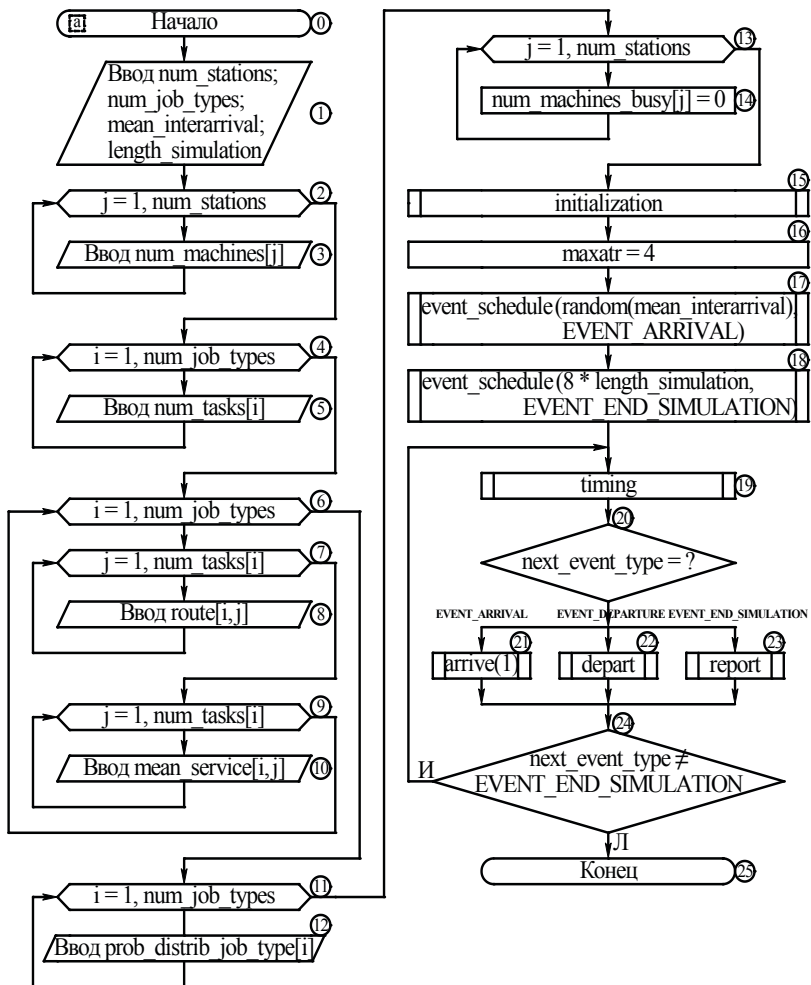 a Начало 0
Ввод num_stations;
num_job_types;
mean_interarrival;
length_simulation
1
2
j = 1, num_stations
Ввод num_machines[j] 3
4
i = 1, num_job_types
Ввод num_tasks[i] 5
6
i = 1, num_job_types
7
j = 1, num_tasks[i]
Ввод route[i,j] 8
9
j = 1, num_tasks[i]
Ввод mean_service[i,j] 10
11
i = 1, num_job_types
12
Ввод prob_distrib_job_type[i]
13
j = 1, num_stations
num_machines_busy[j] = 0 14
15
initialization
16
maxatr = 4
17
event_schedule(random(mean_interarrival),
EVENT_ARRIVAL)
18
event_schedule(8 * length_simulation,
EVENT_END_SIMULATION)
timing 19
20
next_event_type = ?
EVENT_ARRIVAL EVENT_DEPARTURE EVENT_END_SIMULATION
21 22 23
arrive(1) depart report
24
next_event_type ≠
EVENT_END_SIMULATION
И
Л
Конец 25